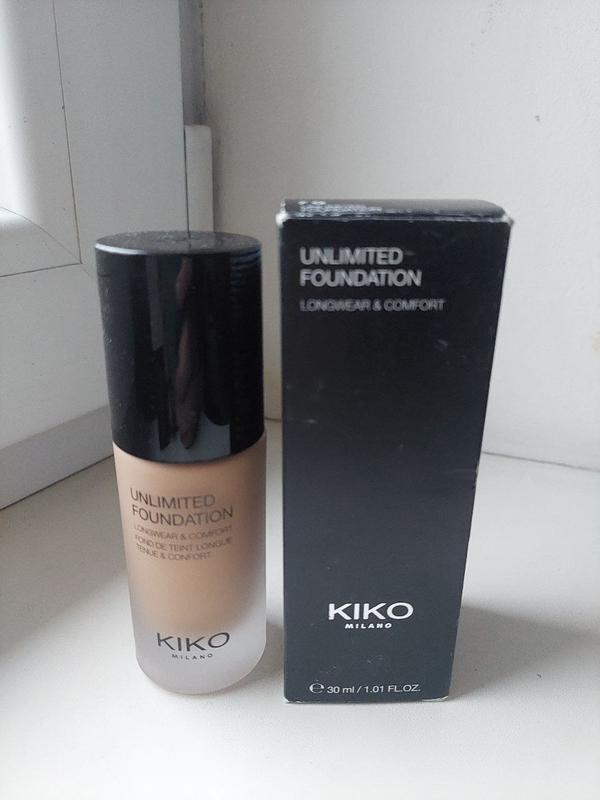 UNLIMITED
FOUNDATION
LONGWEAR & COMFORT
FOND DE TEINT LONGUE
TENUE & CONFORT
KIKO
MILANO
UNLIMITED
FOUNDATION
LONGWEAR & COMFORT
KIKO
MILANO
℮ 30 ml / 1.01 FL.OZ.